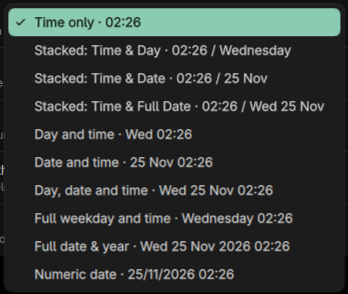 Time only · 02:26
Stacked: Time & Day · 02:26 / Wednesday
Stacked: Time & Date · 02:26 / 25 Nov
Stacked: Time & Full Date · 02:26 / Wed 25 Nov
Day and time · Wed 02:26
Date and time · 25 Nov 02:26
Day, date and time · Wed 25 Nov 02:26
Full weekday and time · Wednesday 02:26
Full date & year · Wed 25 Nov 2026 02:26
Numeric date · 25/11/2026 02:26